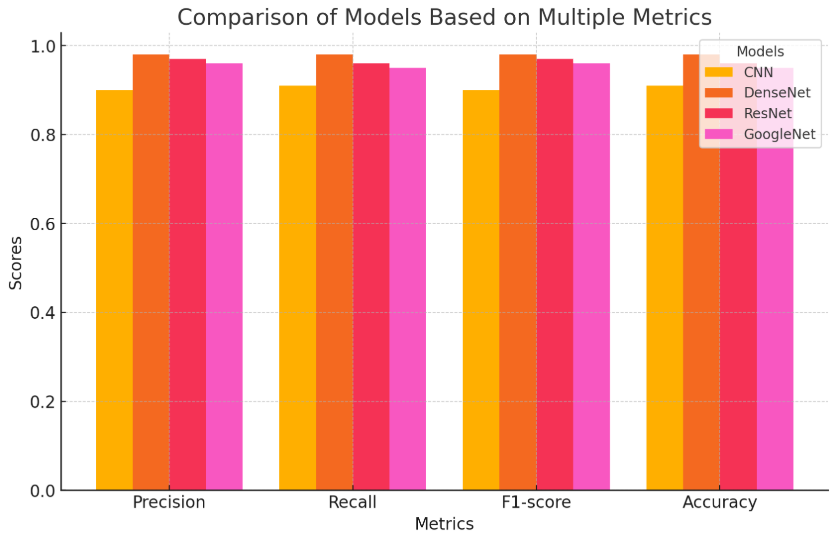 Comparison of Models Based on Multiple Metrics
Models
CNN
DenseNet
ResNet
GoogleNet
Scores
1.0
0.8
0.6
0.4
0.2
0.0
Precision
Recall
F1-score
Accuracy
Metrics